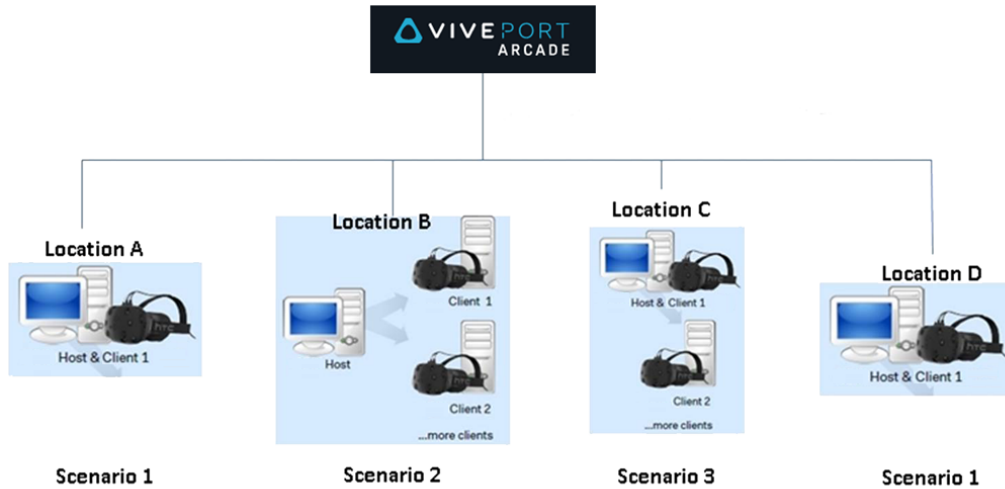 VIVEPORT
ARCADE
Location A
Host & Client 1
Scenario 1
Location B
Client 1
Host
Client 2
...more clients
Scenario 2
Location C
Host & Client 1
Client 2
...more clients
Scenario 3
Location D
Host & Client 1
Scenario 1